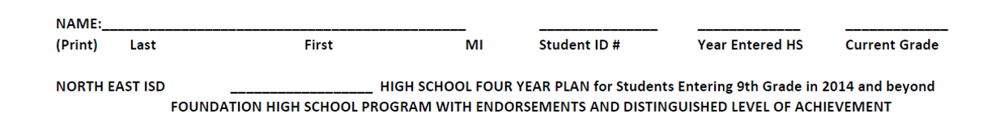 NAME:______________________________________________ _______________ _____________ _____________
(Print) Last First MI Student ID # Year Entered HS Current Grade
NORTH EAST ISD __________________ HIGH SCHOOL FOUR YEAR PLAN for Students Entering 9th Grade in 2014 and beyond
FOUNDATION HIGH SCHOOL PROGRAM WITH ENDORSEMENTS AND DISTINGUISHED LEVEL OF ACHIEVEMENT